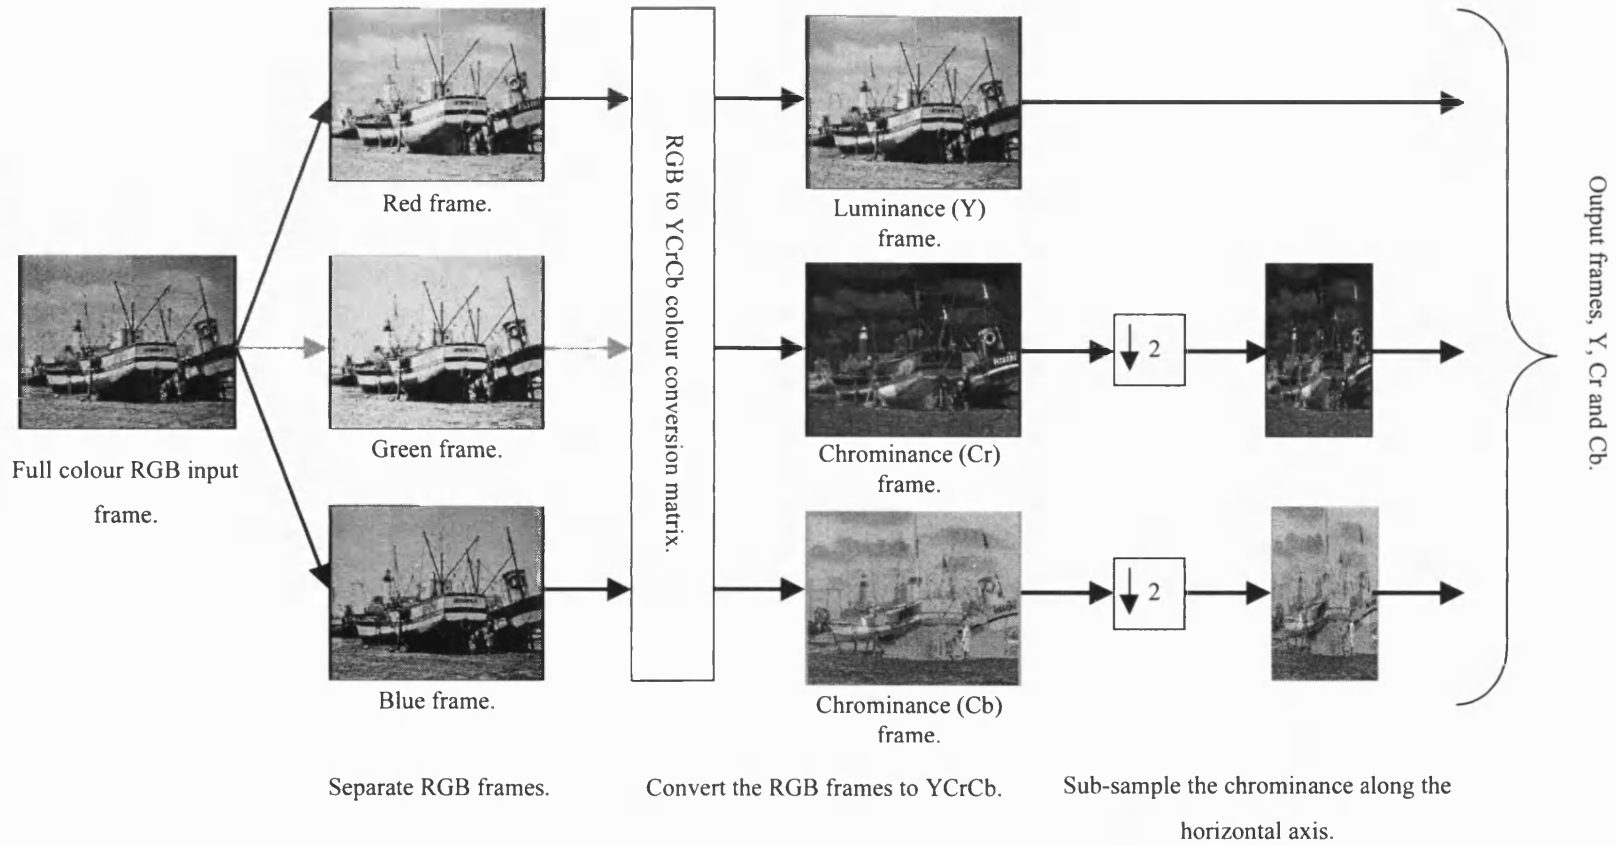 Red frame.
Green frame.
Blue frame.
Full colour RGB input
frame.
RGB to YCrCb colour conversion matrix.
Luminance (Y)
frame.
Chrominance (Cr)
frame.
Chrominance (Cb)
frame.
2
2
Output frames, Y, Cr and Cb.
Separate RGB frames.
Convert the RGB frames to YCrCb.
Sub-sample the chrominance along the
horizontal axis.